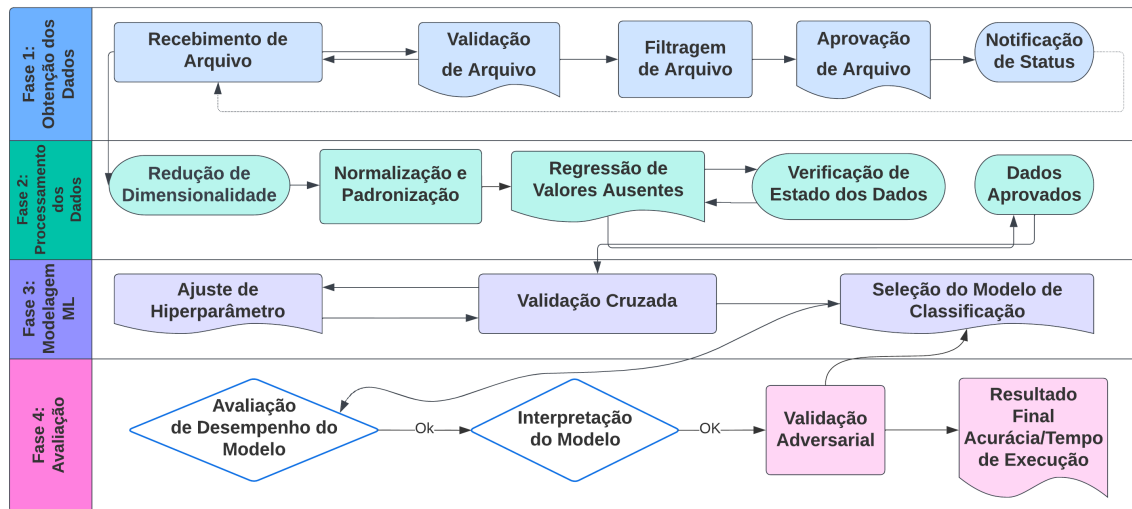 Fase 1:
Obtenção dos
Dados
Recebimento de
Arquivo
Validação
de Arquivo
Filtragem
de Arquivo
Aprovação
de Arquivo
Notificação
de Status
Fase 2:
Processamento
dos
Dados
Redução de
Dimensionalidade
Normalização e
Padronização
Regressão de
Valores Ausentes
Verificação de
Estado dos Dados
Dados
Aprovados
Fase 3:
Modelagem
ML
Ajuste de
Hiperparâmetro
Validação Cruzada
Seleção do Modelo de
Classificação
Fase 4:
Avaliação
Avaliação
de Desempenho do
Modelo
Ok
Interpretação
do Modelo
OK
Validação
Adversarial
Resultado
Final
Acurácia/Tempo
de Execução